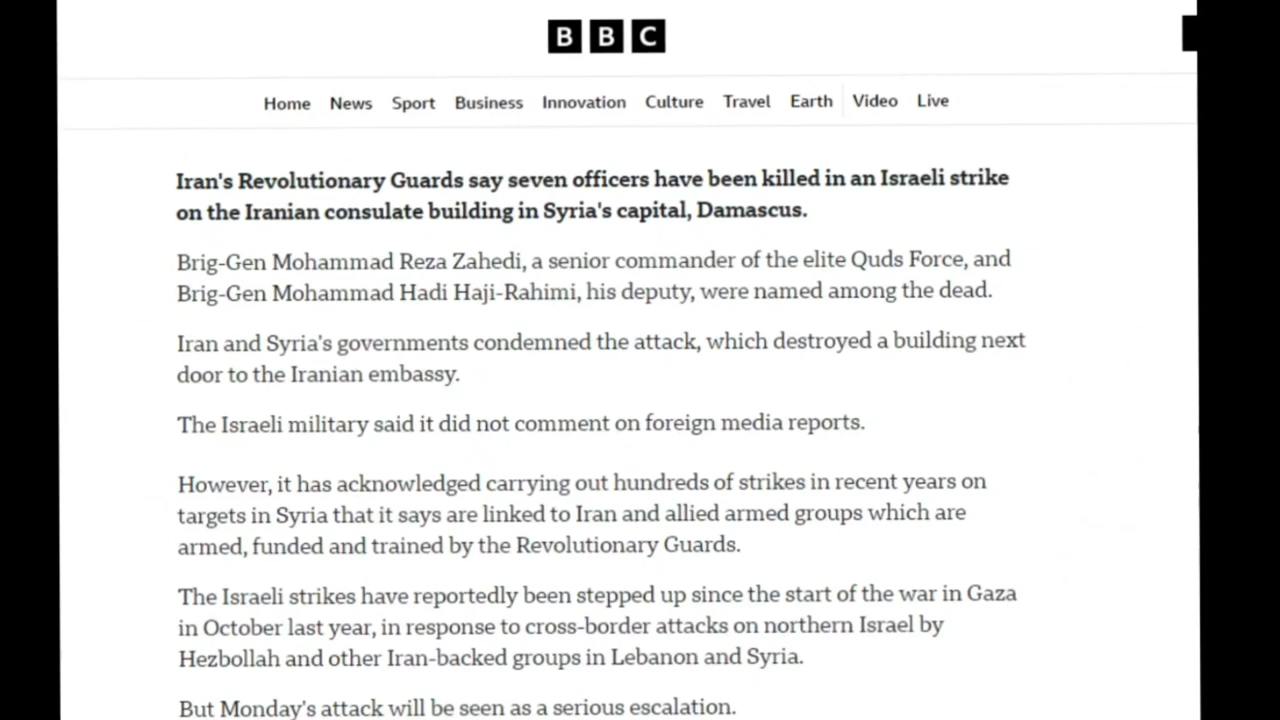 BBC
Home News Sport Business Innovation Culture Travel Earth Video Live
Iran's Revolutionary Guards say seven officers have been killed in an Israeli strike
on the Iranian consulate building in Syria's capital, Damascus.
Brig-Gen Mohammad Reza Zahedi, a senior commander of the elite Quds Force, and
Brig-Gen Mohammad Hadi Haji-Rahimi, his deputy, were named among the dead.
Iran and Syria's governments condemned the attack, which destroyed a building next
door to the Iranian embassy.
The Israeli military said it did not comment on foreign media reports.
However, it has acknowledged carrying out hundreds of strikes in recent years on
targets in Syria that it says are linked to Iran and allied armed groups which are
armed, funded and trained by the Revolutionary Guards.
The Israeli strikes have reportedly been stepped up since the start of the war in Gaza
in October last year, in response to cross-border attacks on northern Israel by
Hezbollah and other Iran-backed groups in Lebanon and Syria.
But Monday's attack will be seen as a serious escalation.